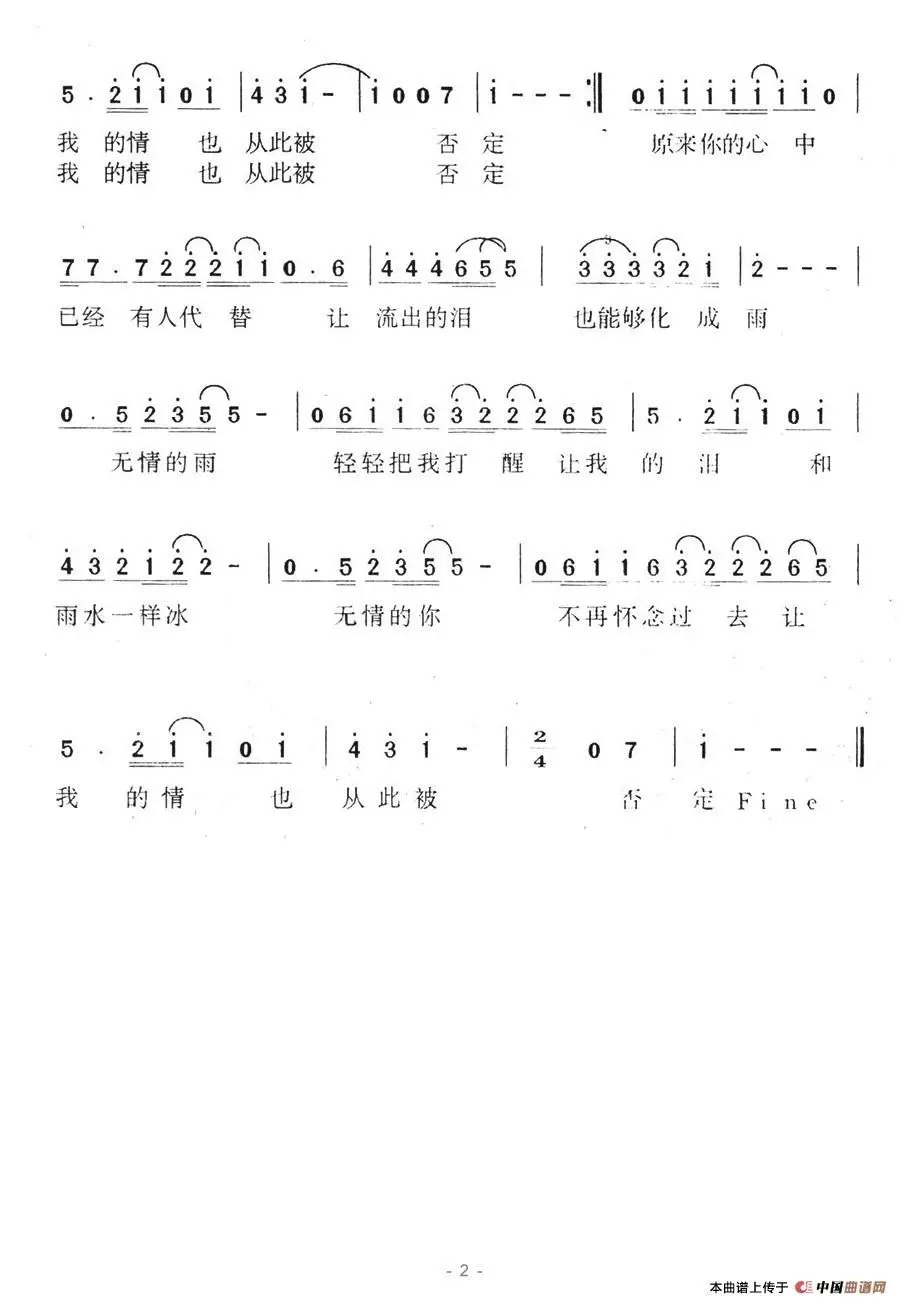 5 · 2 1 1 0 1 | 4 3 1 - | 1 0 0 7 | 1 - - - :‖ 0 1 1 1 1 1 1 1 0 |
我 的情 也 从此被 否 定 原来你的心 中
我 的情 也 从此被 否 定
7 7 · 7 2 2 2 1 1 0 · 6 | 4 4 4 6 5 5 | 3 3 3 3 2 1 | 2 - - - |
已经 有人代 替 让 流出的泪 也能够化 成 雨
0 · 5 2 3 5 5 - | 0 6 1 1 6 3 2 2 2 6 5 | 5 · 2 1 1 0 1 |
无情的雨 轻轻把我打 醒 让我 的 泪 和
4 3 2 1 2 2 - | 0 · 5 2 3 5 5 - | 0 6 1 1 6 3 2 2 2 6 5 |
雨水一样冰 无情的你 不再怀念过 去 让
5 · 2 1 1 0 1 | 4 3 1 - | 2/4 0 7 | 1 - - - ‖
我 的 情 也 从 此 被 否 定 Fine
- 2 -
本曲谱上传于 中国曲谱网